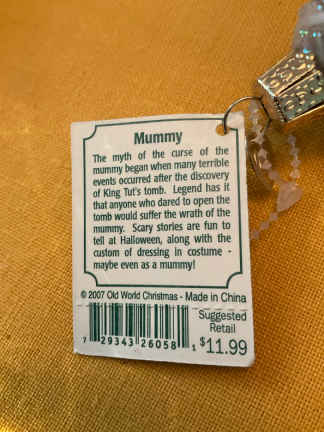 Mummy
The myth of the curse of the
mummy began when many terrible
events occurred after the discovery
of King Tut's tomb. Legend has it
that anyone who dared to open the
tomb would suffer the wrath of the
mummy. Scary stories are fun to
tell at Halloween, along with the
custom of dressing in costume -
maybe even as a mummy!
© 2007 Old World Christmas - Made in China
Suggested
Retail
$11.99
7 29343 26058 1